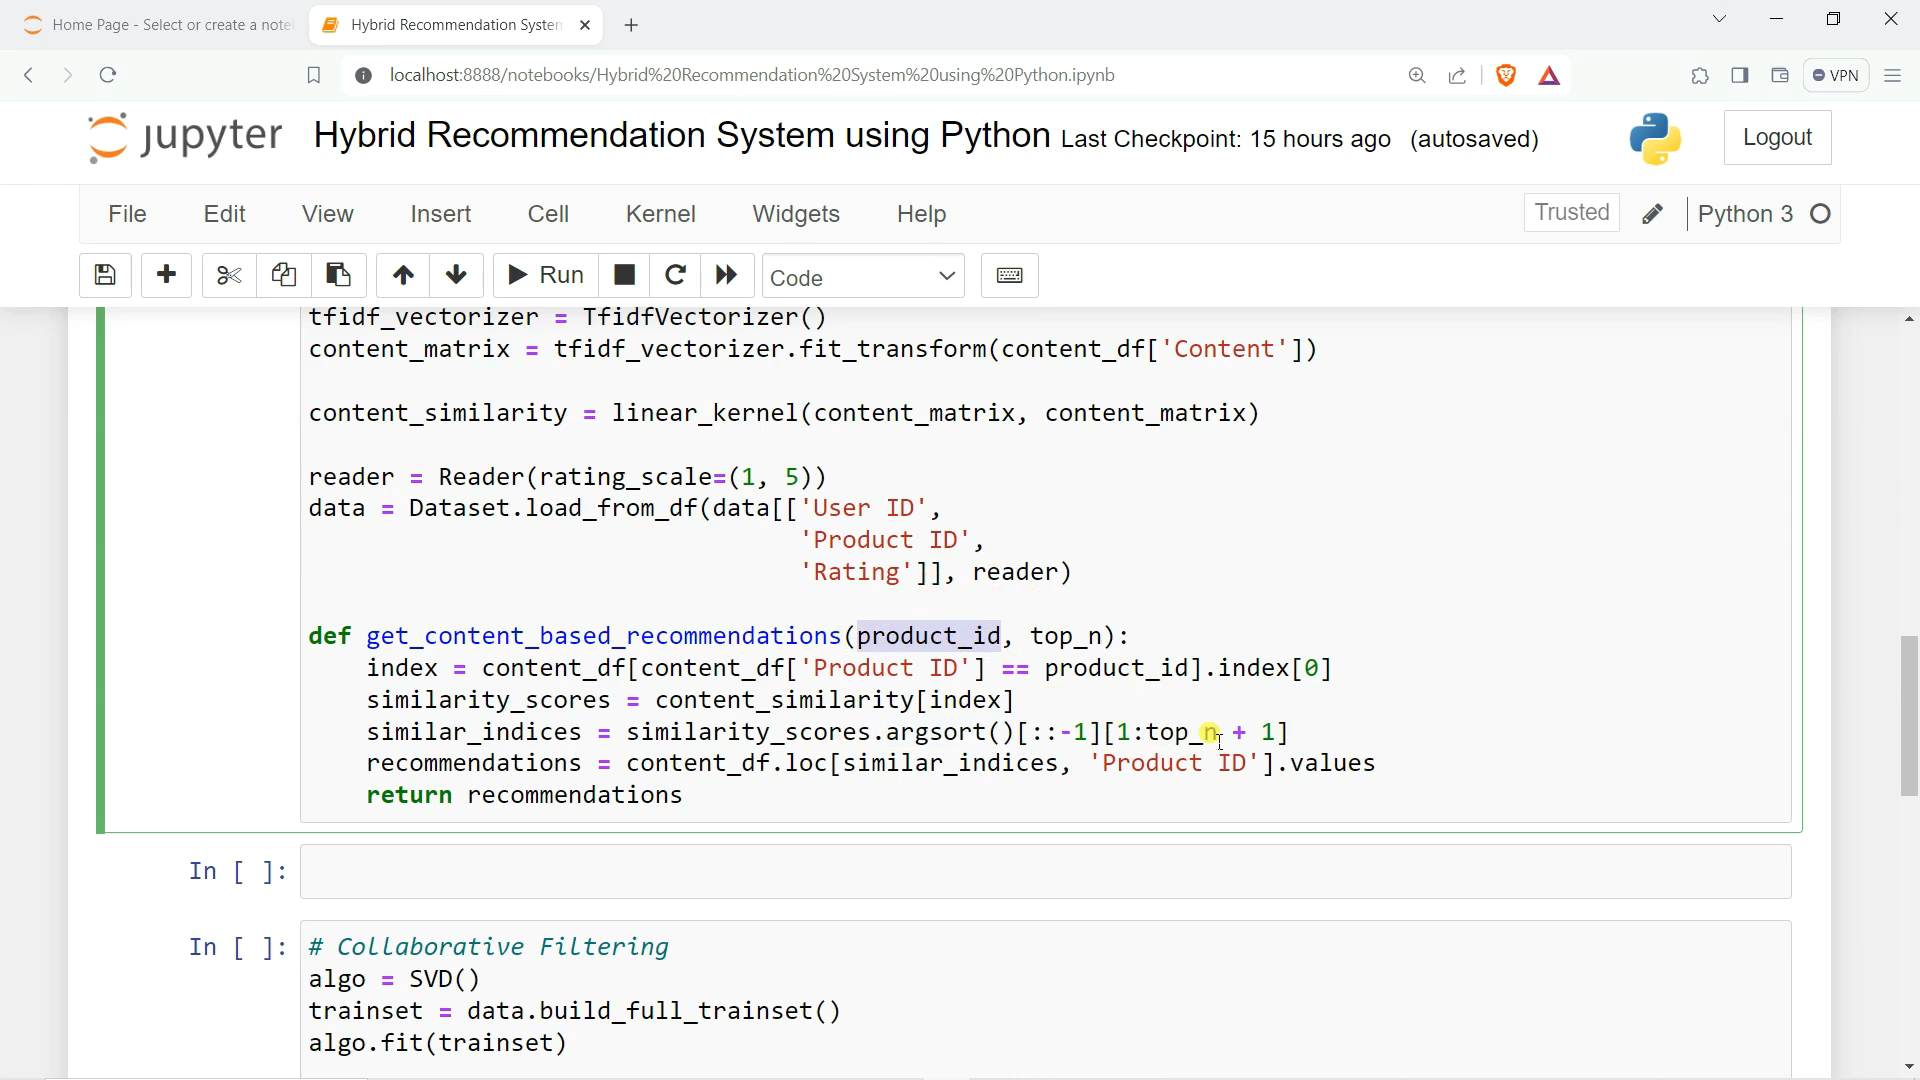 Home Page - Select or create a note
Hybrid Recommendation System
localhost:8888/notebooks/Hybrid%20Recommendation%20System%20using%20Python.ipynb
VPN
jupyter Hybrid Recommendation System using Python Last Checkpoint: 15 hours ago (autosaved)
Logout
File Edit View Insert Cell Kernel Widgets Help
Trusted
Python 3
Run
Code
tfidf_vectorizer = TfidfVectorizer()
content_matrix = tfidf_vectorizer.fit_transform(content_df['Content'])
content_similarity = linear_kernel(content_matrix, content_matrix)
reader = Reader(rating_scale=(1, 5))
data = Dataset.load_from_df(data[['User ID',
'Product ID',
'Rating']], reader)
def get_content_based_recommendations(product_id, top_n):
index = content_df[content_df['Product ID'] == product_id].index[0]
similarity_scores = content_similarity[index]
similar_indices = similarity_scores.argsort()[::-1][1:top_n + 1]
recommendations = content_df.loc[similar_indices, 'Product ID'].values
return recommendations
In [ ]:
In [ ]: # Collaborative Filtering
algo = SVD()
trainset = data.build_full_trainset()
algo.fit(trainset)